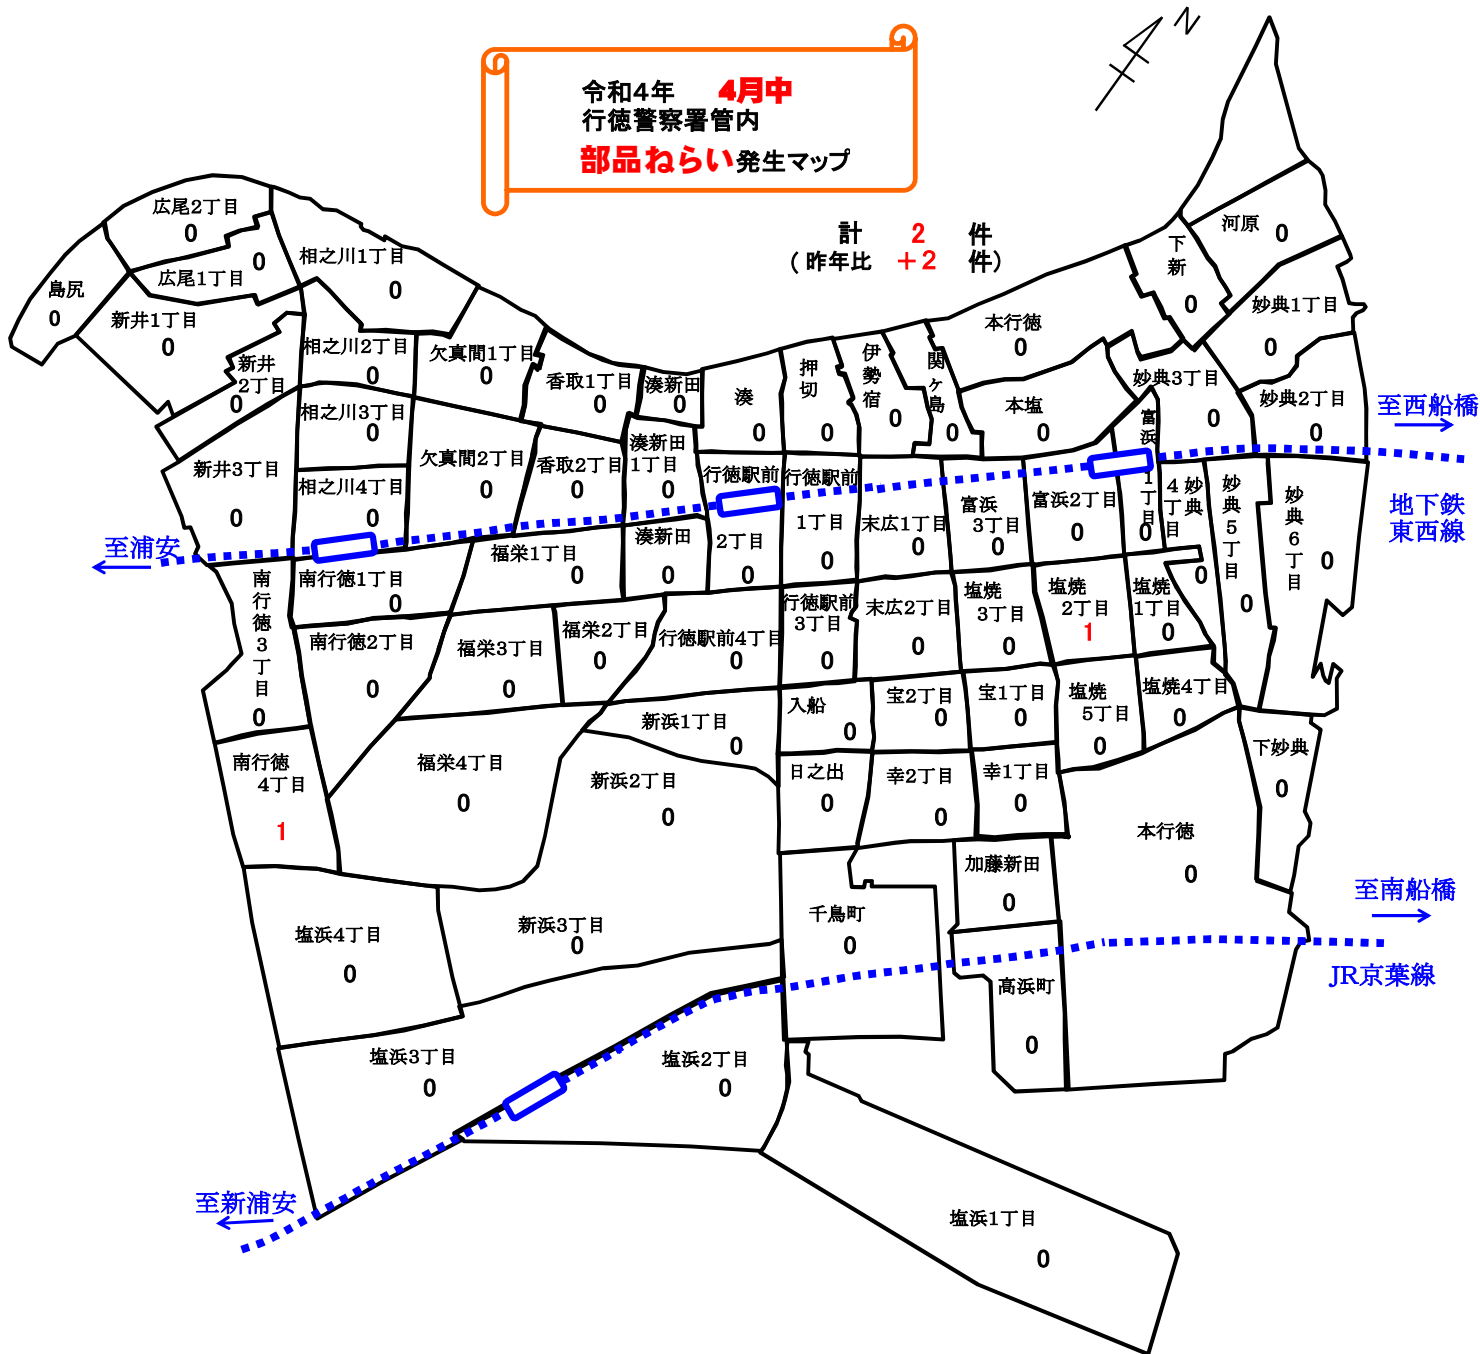 N
令和4年 4月中
行徳警察署管内
部品ねらい発生マップ
計 2 件
(昨年比 +2 件)
広尾2丁目
0
広尾1丁目
0
島尻
0
相之川1丁目
0
新井1丁目
0
新井
2丁目
0
相之川2丁目
0
欠真間1丁目
0
香取1丁目
0
湊新田
0
湊
0
押切
0
伊勢宿
0
関ヶ島
0
本行徳
0
本塩
0
下新
0
河原
0
妙典1丁目
0
妙典3丁目
0
妙典2丁目
0
至西船橋
相之川3丁目
0
新井3丁目
0
相之川4丁目
0
欠真間2丁目
0
香取2丁目
0
湊新田
1丁目
0
行徳駅前
2丁目
0
行徳駅前
1丁目
0
末広1丁目
0
富浜
3丁目
0
富浜2丁目
0
富浜1丁目
0
妙典4丁目
0
妙典5丁目
0
妙典6丁目
0
地下鉄
東西線
至浦安
南行徳1丁目
0
福栄1丁目
0
湊新田
0
南行徳3丁目
0
南行徳2丁目
0
福栄3丁目
0
福栄2丁目
0
行徳駅前4丁目
0
行徳駅前
3丁目
0
末広2丁目
0
塩焼
3丁目
0
塩焼
2丁目
1
塩焼
1丁目
0
南行徳
4丁目
1
福栄4丁目
0
新浜1丁目
0
新浜2丁目
0
入船
0
宝2丁目
0
宝1丁目
0
塩焼
5丁目
0
塩焼4丁目
0
下妙典
0
日之出
0
幸2丁目
0
幸1丁目
0
本行徳
0
加藤新田
0
至南船橋
塩浜4丁目
0
新浜3丁目
0
千鳥町
0
高浜町
0
JR京葉線
塩浜3丁目
0
塩浜2丁目
0
至新浦安
塩浜1丁目
0